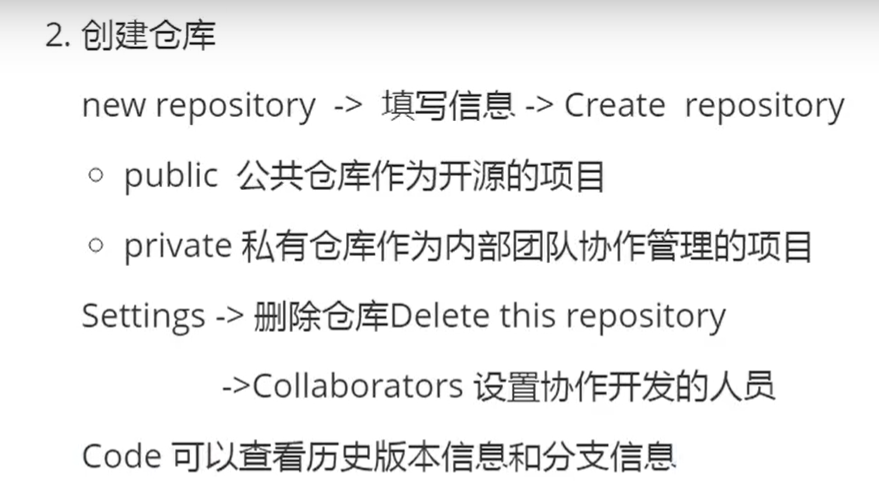 2. 创建仓库
new repository -> 填写信息 -> Create repository
○ public 公共仓库作为开源的项目
○ private 私有仓库作为内部团队协作管理的项目
Settings -> 删除仓库Delete this repository
->Collaborators 设置协作开发的人员
Code 可以查看历史版本信息和分支信息